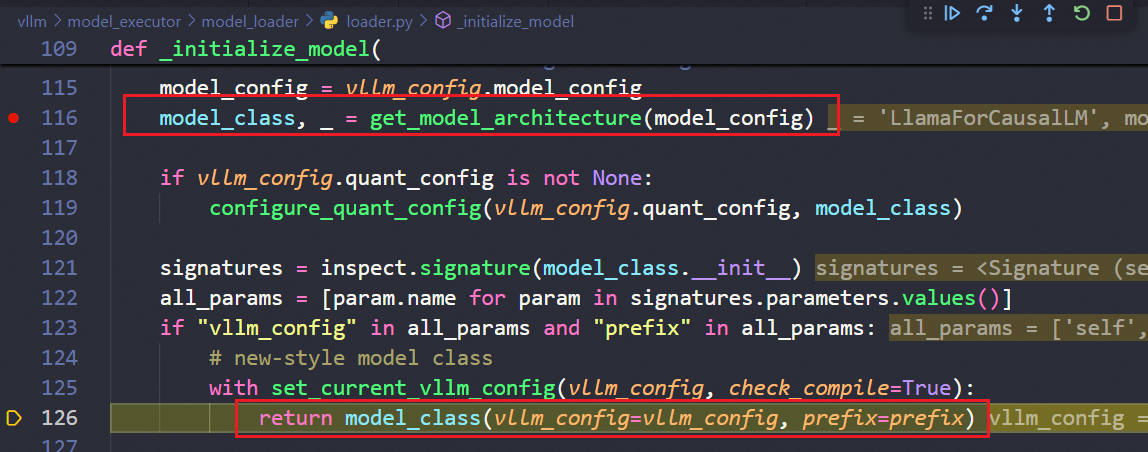 vllm > model_executor > model_loader > loader.py > _initialize_model
109 def _initialize_model(
115 model_config = vllm_config.model_config
116 model_class, _ = get_model_architecture(model_config) _ = 'LlamaForCausalLM', mo
117
118 if vllm_config.quant_config is not None:
119 configure_quant_config(vllm_config.quant_config, model_class)
120
121 signatures = inspect.signature(model_class.__init__) signatures = <Signature (se
122 all_params = [param.name for param in signatures.parameters.values()]
123 if "vllm_config" in all_params and "prefix" in all_params: all_params = ['self',
124 # new-style model class
125 with set_current_vllm_config(vllm_config, check_compile=True):
126 return model_class(vllm_config=vllm_config, prefix=prefix) vllm_config =
127